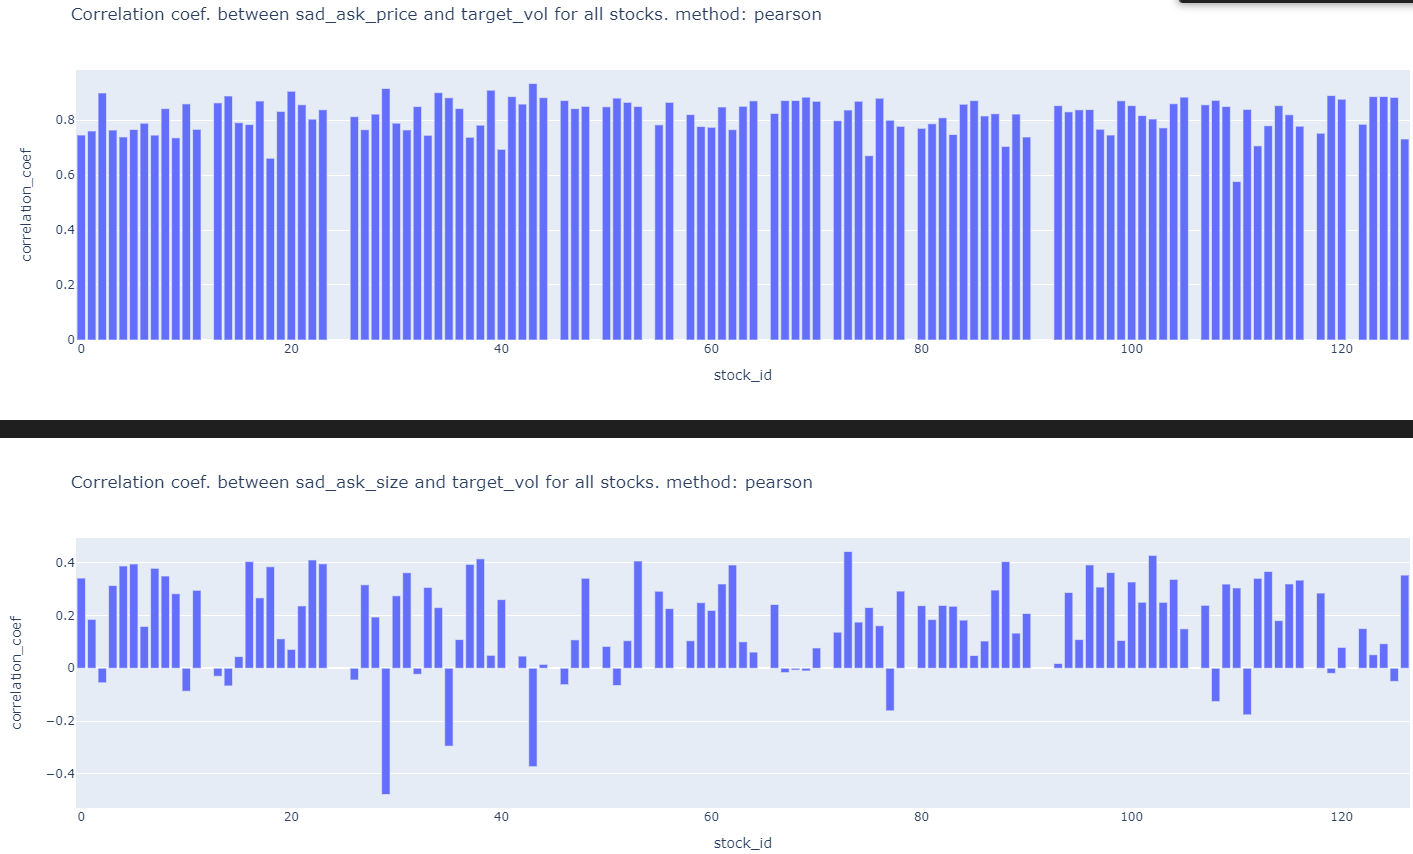 Correlation coef. between sad_ask_price and target_vol for all stocks. method: pearson
correlation_coef
0.8
0.6
0.4
0.2
0
0 20 40 60 80 100 120
stock_id
Correlation coef. between sad_ask_size and target_vol for all stocks. method: pearson
correlation_coef
0.4
0.2
0
−0.2
−0.4
0 20 40 60 80 100 120
stock_id